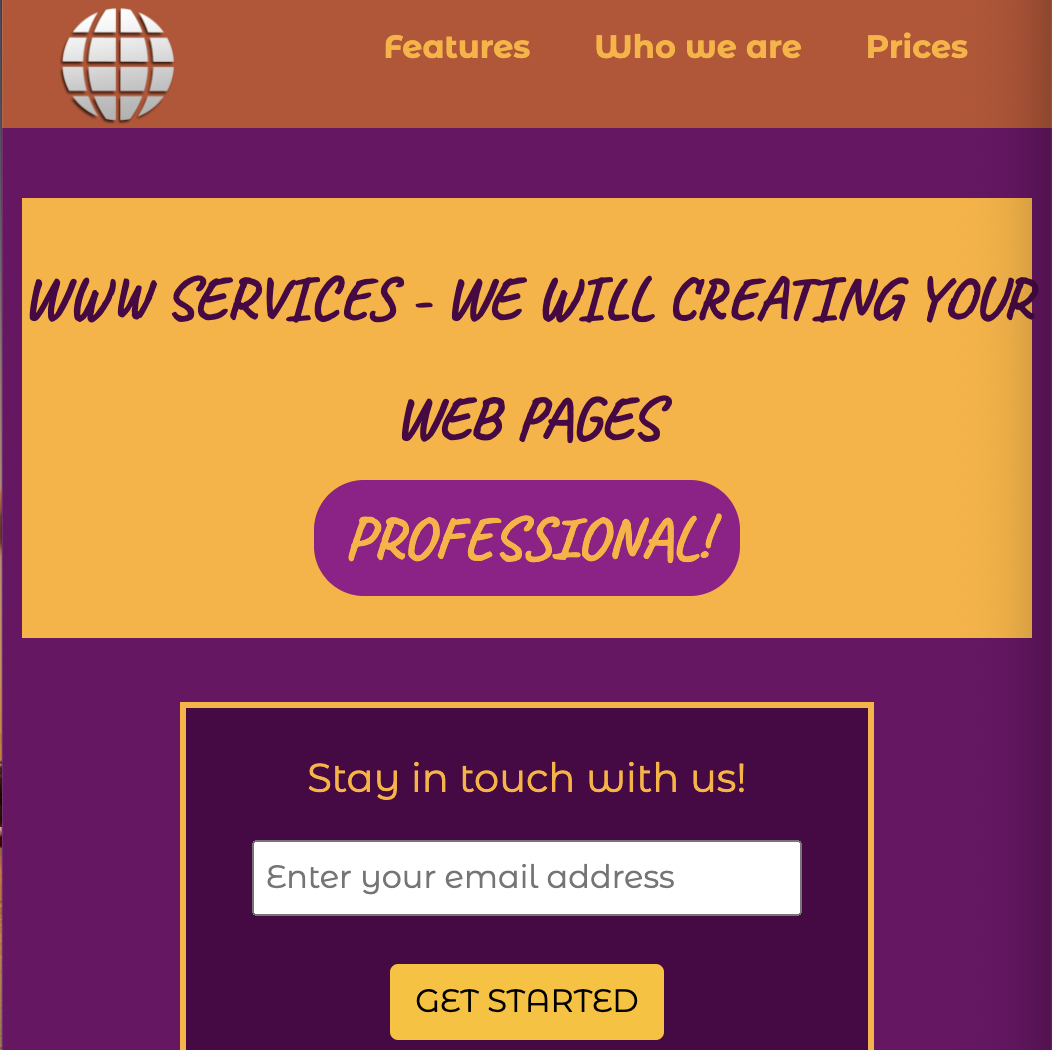 Features Who we are Prices
WWW SERVICES - WE WILL CREATING YOUR
WEB PAGES
PROFESSIONAL!
Stay in touch with us!
Enter your email address
GET STARTED